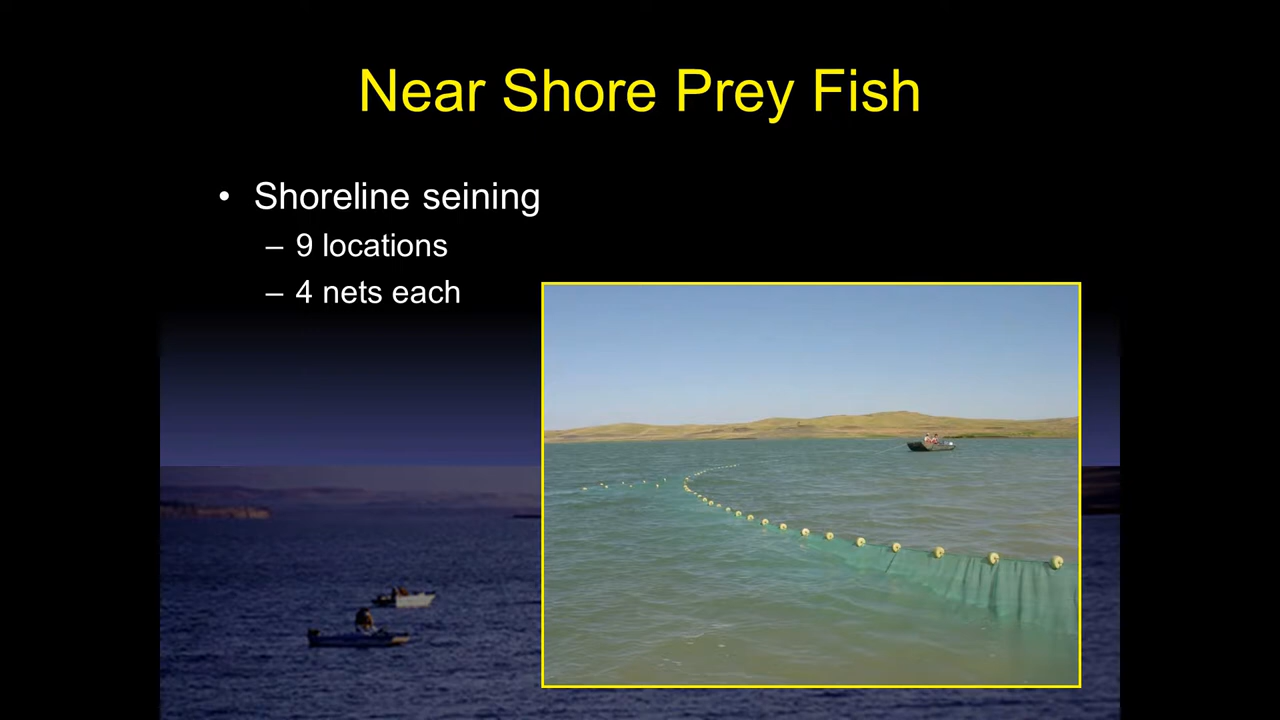 Near Shore Prey Fish
• Shoreline seining
– 9 locations
– 4 nets each